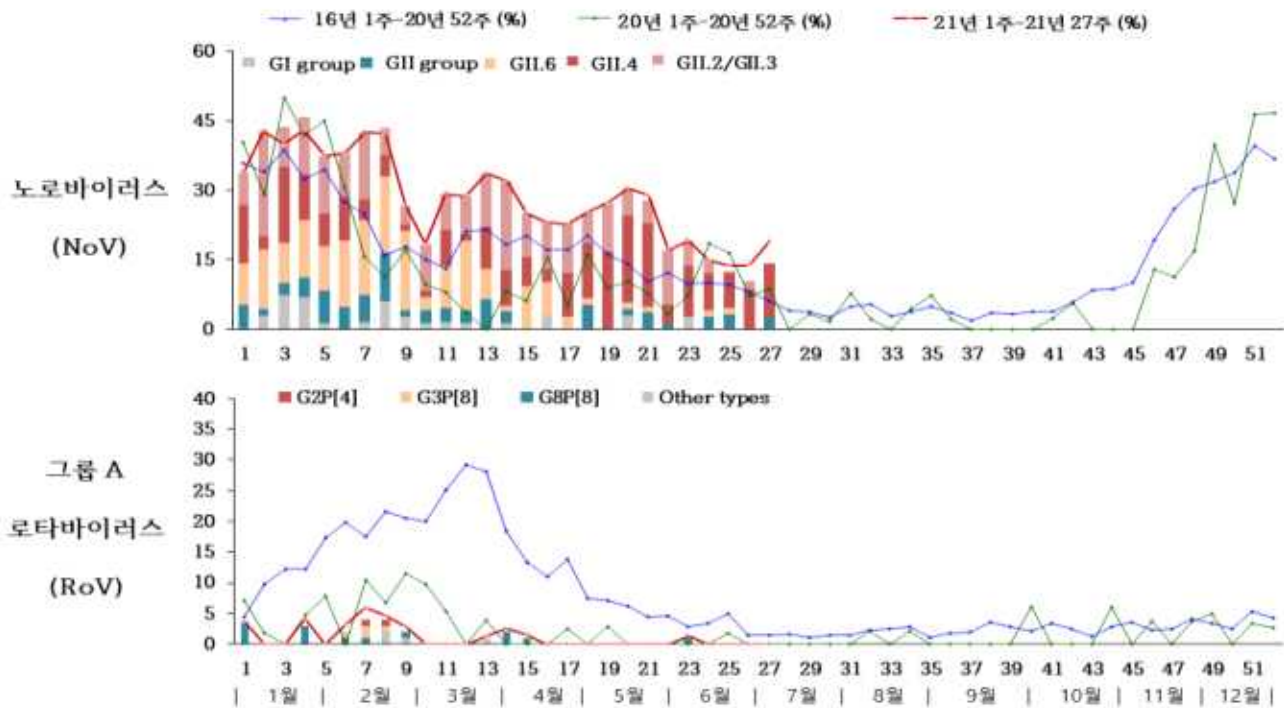 16년 1주-20년 52주 (%) 20년 1주-20년 52주 (%) 21년 1주-21년 27주 (%)
60
GI group GII group GII.6 GII.4 GII.2/GII.3
45
노로바이러스
30
(NoV)
15
0
1 3 5 7 9 11 13 15 17 19 21 23 25 27 29 31 33 35 37 39 41 43 45 47 49 51
40
G2P[4] G3P[8] G8P[8] Other types
35
30
그룹 A
25
20
로타바이러스
15
(RoV)
10
5
0
1 3 5 7 9 11 13 15 17 19 21 23 25 27 29 31 33 35 37 39 41 43 45 47 49 51
| 1월 | 2월 | 3월 | 4월 | 5월 | 6월 | 7월 | 8월 | 9월 | 10월 | 11월 | 12월 |